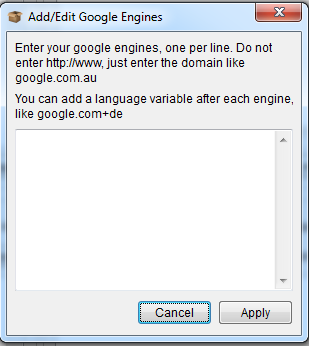 Add/Edit Google Engines
Enter your google engines, one per line. Do not
enter http://www, just enter the domain like
google.com.au
You can add a language variable after each engine,
like google.com+de
Cancel
Apply